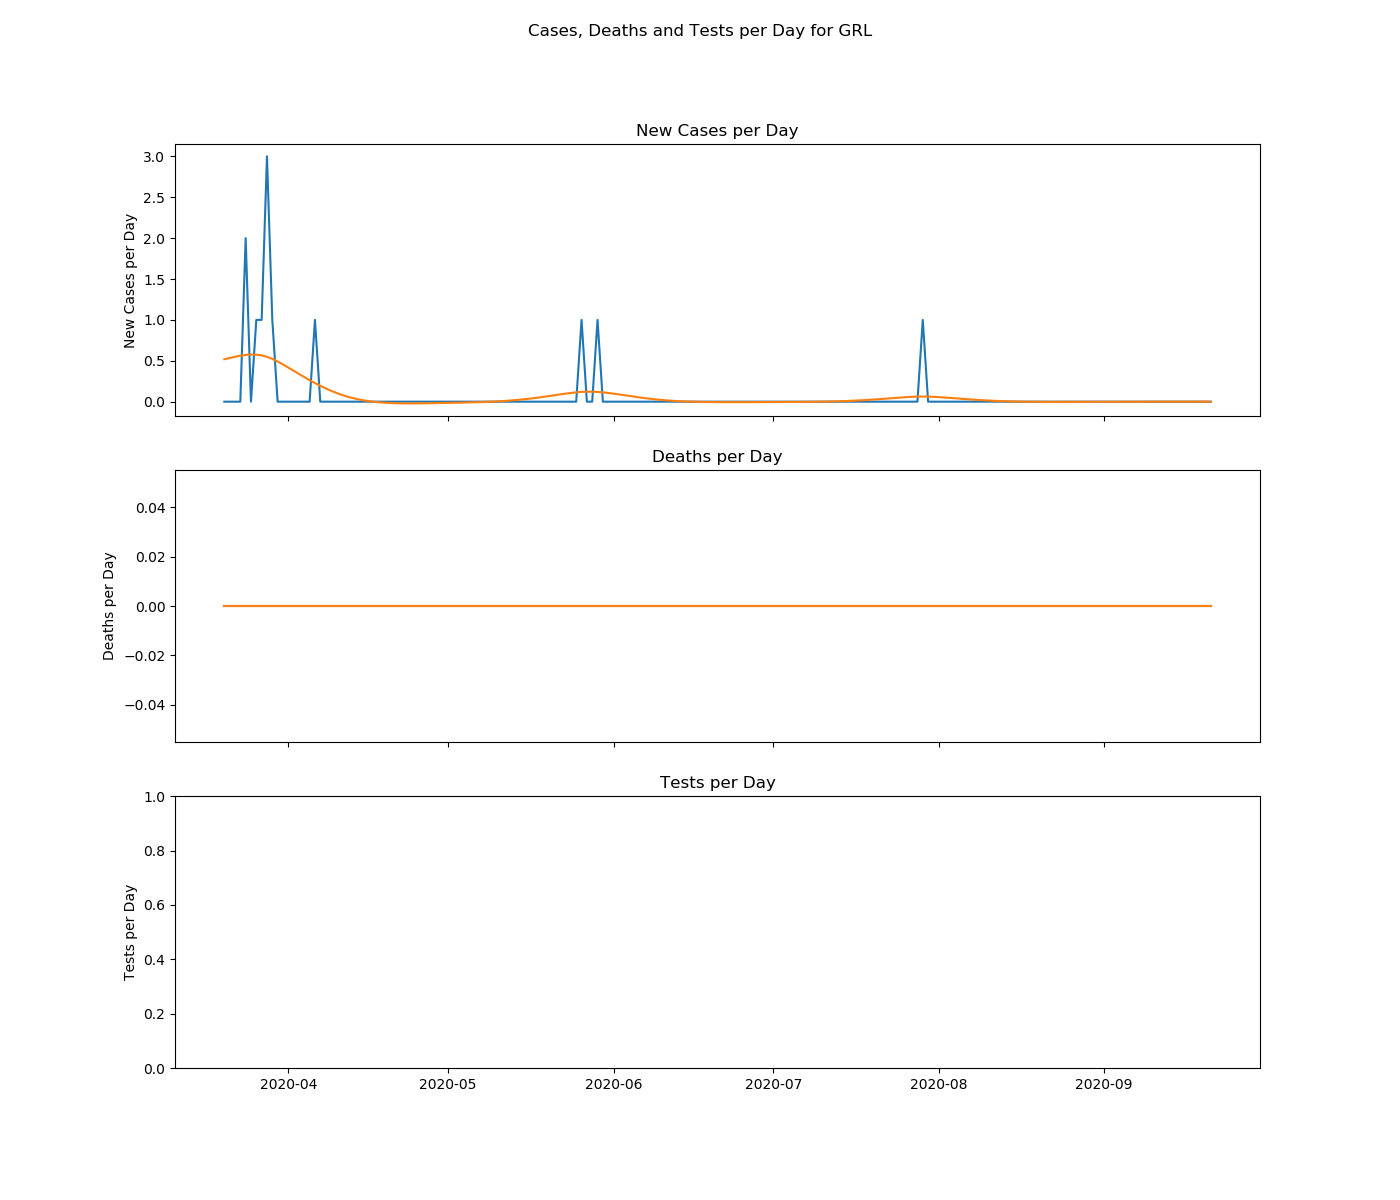 Cases, Deaths and Tests per Day for GRL
New Cases per Day
New Cases per Day
3.0
2.5
2.0
1.5
1.0
0.5
0.0
Deaths per Day
Deaths per Day
0.04
0.02
0.00
−0.02
−0.04
Tests per Day
Tests per Day
1.0
0.8
0.6
0.4
0.2
0.0
2020-04 2020-05 2020-06 2020-07 2020-08 2020-09